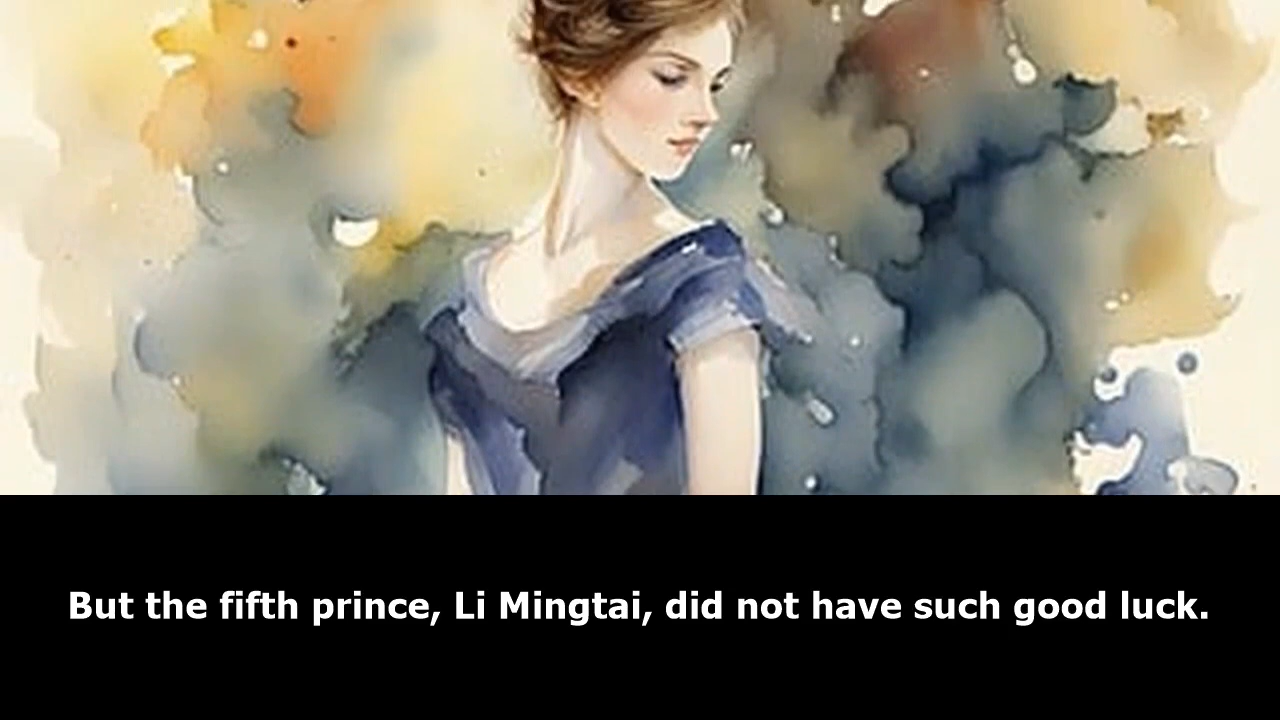 But the fifth prince, Li Mingtai, did not have such good luck.